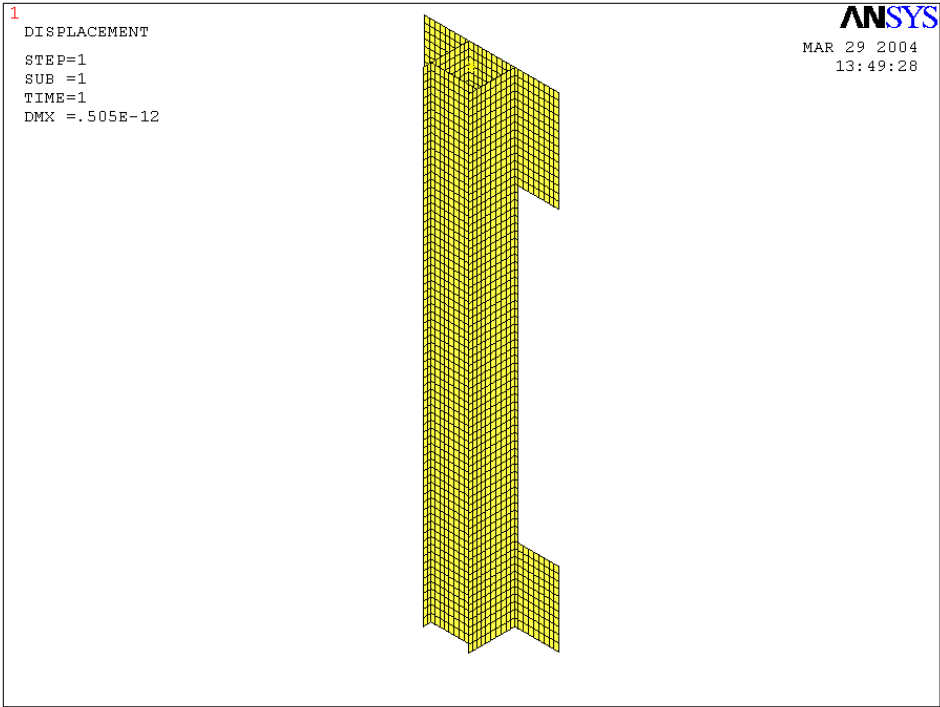 1
DISPLACEMENT
STEP=1
SUB =1
TIME=1
DMX =.505E-12
ANSYS
MAR 29 2004
13:49:28